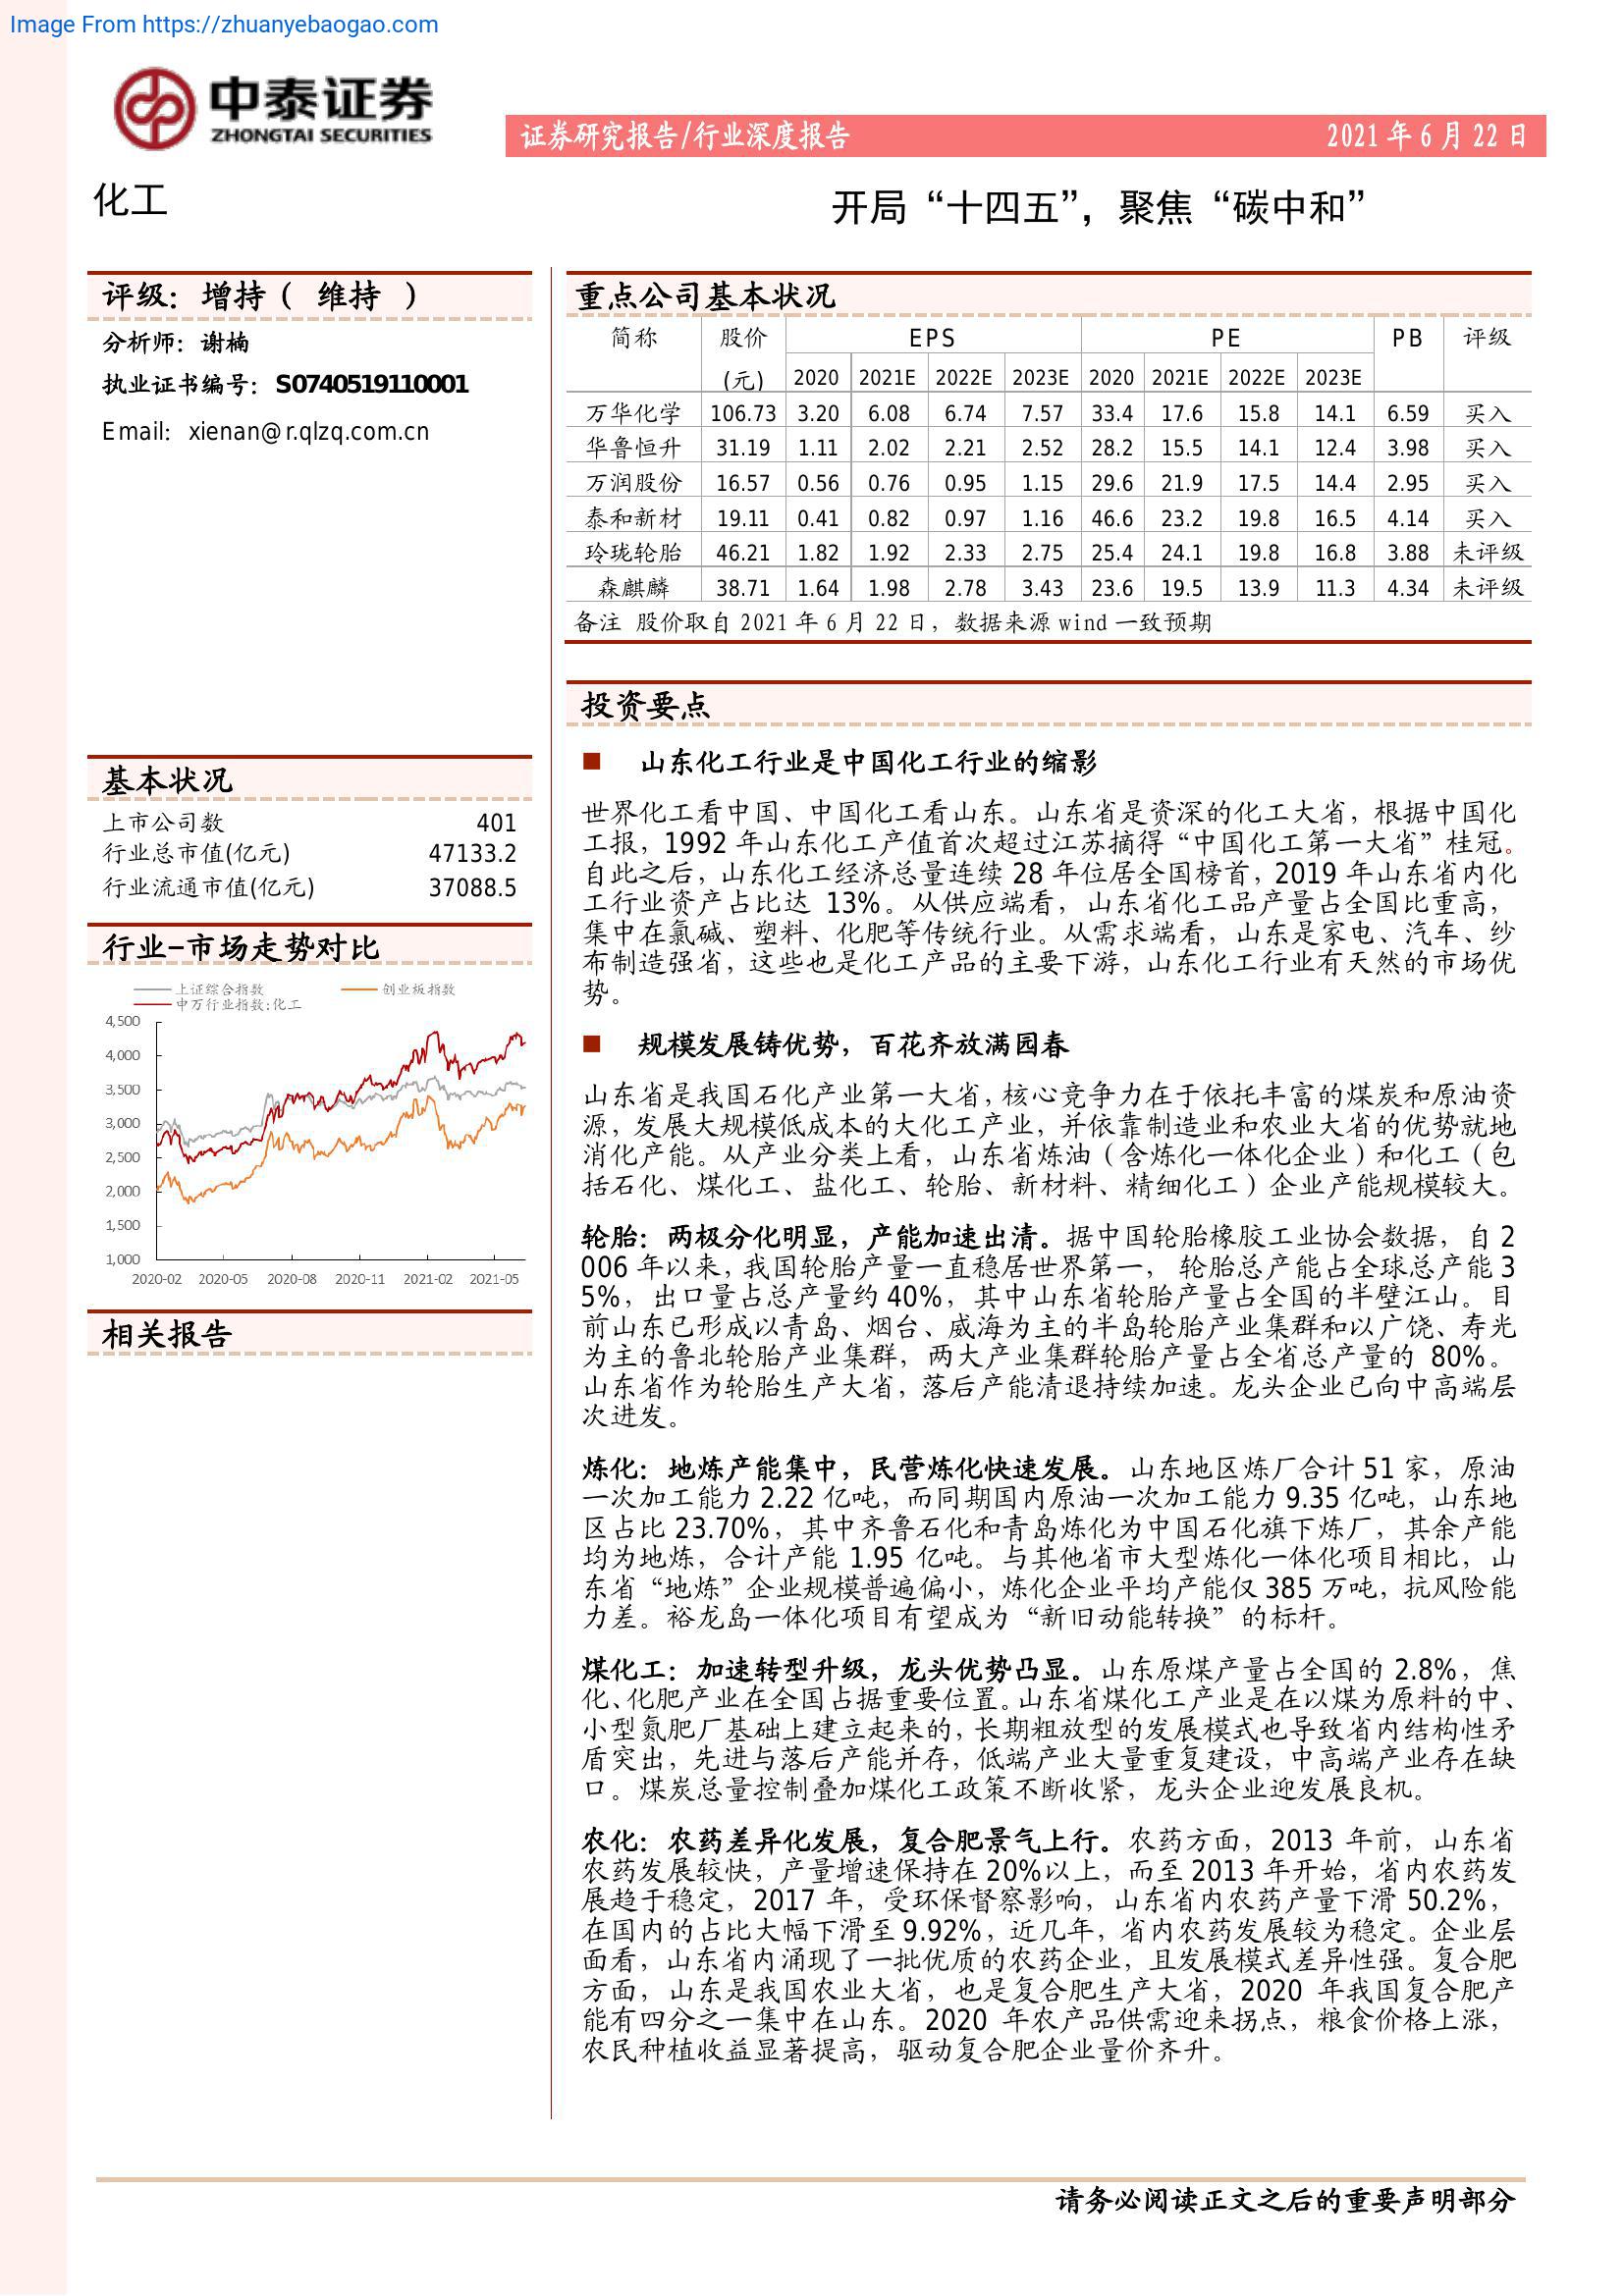 Image From https://zhuanyebaogao.com
中泰证券
ZHONGTAI SECURITIES
证券研究报告/行业深度报告 2021 年 6 月 22 日
化工
开局“十四五”，聚焦“碳中和”
评级：增持（ 维持 ）
分析师：谢楠
执业证书编号：S0740519110001
Email：xienan@r.qlzq.com.cn
基本状况
上市公司数 401
行业总市值(亿元) 47133.2
行业流通市值(亿元) 37088.5
行业-市场走势对比
上证综合指数 创业板指数
申万行业指数:化工
4,500
4,000
3,500
3,000
2,500
2,000
1,500
1,000
2020-02 2020-05 2020-08 2020-11 2021-02 2021-05
相关报告
重点公司基本状况
简称 股价 EPS PE PB 评级
(元) 2020 2021E 2022E 2023E 2020 2021E 2022E 2023E
万华化学 106.73 3.20 6.08 6.74 7.57 33.4 17.6 15.8 14.1 6.59 买入
华鲁恒升 31.19 1.11 2.02 2.21 2.52 28.2 15.5 14.1 12.4 3.98 买入
万润股份 16.57 0.56 0.76 0.95 1.15 29.6 21.9 17.5 14.4 2.95 买入
泰和新材 19.11 0.41 0.82 0.97 1.16 46.6 23.2 19.8 16.5 4.14 买入
玲珑轮胎 46.21 1.82 1.92 2.33 2.75 25.4 24.1 19.8 16.8 3.88 未评级
森麒麟 38.71 1.64 1.98 2.78 3.43 23.6 19.5 13.9 11.3 4.34 未评级
备注 股价取自 2021 年 6 月 22 日，数据来源 wind 一致预期
投资要点
■ 山东化工行业是中国化工行业的缩影
世界化工看中国、中国化工看山东。山东省是资深的化工大省，根据中国化
工报，1992 年山东化工产值首次超过江苏摘得“中国化工第一大省”桂冠。
自此之后，山东化工经济总量连续 28 年位居全国榜首，2019 年山东省内化
工行业资产占比达 13%。从供应端看，山东省化工品产量占全国比重高，
集中在氯碱、塑料、化肥等传统行业。从需求端看，山东是家电、汽车、纱
布制造强省，这些也是化工产品的主要下游，山东化工行业有天然的市场优
势。
■ 规模发展铸优势，百花齐放满园春
山东省是我国石化产业第一大省，核心竞争力在于依托丰富的煤炭和原油资
源，发展大规模低成本的大化工产业，并依靠制造业和农业大省的优势就地
消化产能。从产业分类上看，山东省炼油（含炼化一体化企业）和化工（包
括石化、煤化工、盐化工、轮胎、新材料、精细化工）企业产能规模较大。
轮胎：两极分化明显，产能加速出清。据中国轮胎橡胶工业协会数据，自 2
006 年以来，我国轮胎产量一直稳居世界第一， 轮胎总产能占全球总产能 3
5%，出口量占总产量约 40%，其中山东省轮胎产量占全国的半壁江山。目
前山东已形成以青岛、烟台、威海为主的半岛轮胎产业集群和以广饶、寿光
为主的鲁北轮胎产业集群，两大产业集群轮胎产量占全省总产量的 80%。
山东省作为轮胎生产大省，落后产能清退持续加速。龙头企业已向中高端层
次进发。
炼化：地炼产能集中，民营炼化快速发展。山东地区炼厂合计 51 家，原油
一次加工能力 2.22 亿吨，而同期国内原油一次加工能力 9.35 亿吨，山东地
区占比 23.70%，其中齐鲁石化和青岛炼化为中国石化旗下炼厂，其余产能
均为地炼，合计产能 1.95 亿吨。与其他省市大型炼化一体化项目相比，山
东省“地炼”企业规模普遍偏小，炼化企业平均产能仅 385 万吨，抗风险能
力差。裕龙岛一体化项目有望成为“新旧动能转换”的标杆。
煤化工：加速转型升级，龙头优势凸显。山东原煤产量占全国的 2.8%，焦
化、化肥产业在全国占据重要位置。山东省煤化工产业是在以煤为原料的中、
小型氮肥厂基础上建立起来的，长期粗放型的发展模式也导致省内结构性矛
盾突出，先进与落后产能并存，低端产业大量重复建设，中高端产业存在缺
口。煤炭总量控制叠加煤化工政策不断收紧，龙头企业迎发展良机。
农化：农药差异化发展，复合肥景气上行。农药方面，2013 年前，山东省
农药发展较快，产量增速保持在 20%以上，而至 2013 年开始，省内农药发
展趋于稳定，2017 年，受环保督察影响，山东省内农药产量下滑 50.2%，
在国内的占比大幅下滑至 9.92%，近几年，省内农药发展较为稳定。企业层
面看，山东省内涌现了一批优质的农药企业，且发展模式差异性强。复合肥
方面，山东是我国农业大省，也是复合肥生产大省，2020 年我国复合肥产
能有四分之一集中在山东。2020 年农产品供需迎来拐点，粮食价格上涨，
农民种植收益显著提高，驱动复合肥企业量价齐升。
请务必阅读正文之后的重要声明部分